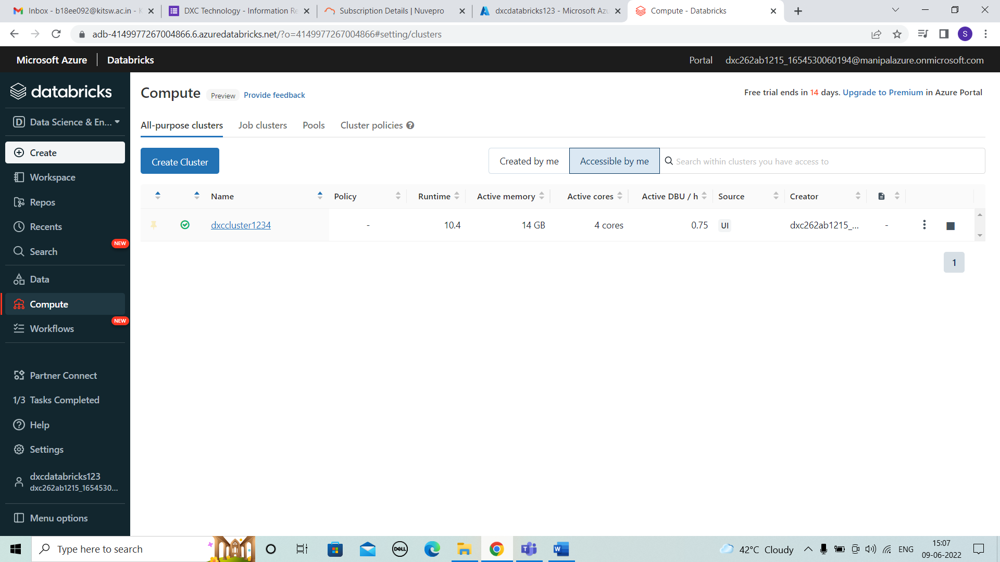 Inbox - b18ee092@kitsw.ac.in - K
DXC Technology - Information Re
Subscription Details | Nuvepro
dxcdatabricks123 - Microsoft Azu
Compute - Databricks
adb-4149977267004866.6.azuredatabricks.net/?o=4149977267004866#setting/clusters
S
Microsoft Azure
Databricks
Portal
dxc262ab1215_1654530060194@manipalazure.onmicrosoft.com
databricks
Compute
Preview
Provide feedback
Free trial ends in 14 days. Upgrade to Premium in Azure Portal
D
Data Science & En...
All-purpose clusters
Job clusters
Pools
Cluster policies
Create
Workspace
Repos
Recents
NEW
Search
Data
Compute
NEW
Workflows
Partner Connect
1/3 Tasks Completed
Help
Settings
dxcdatabricks123
dxc262ab1215_1654530...
Menu options
Create Cluster
Created by me
Accessible by me
Search within clusters you have access to
Name
Policy
Runtime
Active memory
Active cores
Active DBU / h
Source
Creator
dxccluster1234
-
10.4
14 GB
4 cores
0.75
UI
dxc262ab1215_...
-
1
Type here to search
DELL
W
42°C Cloudy
ENG
15:07
09-06-2022